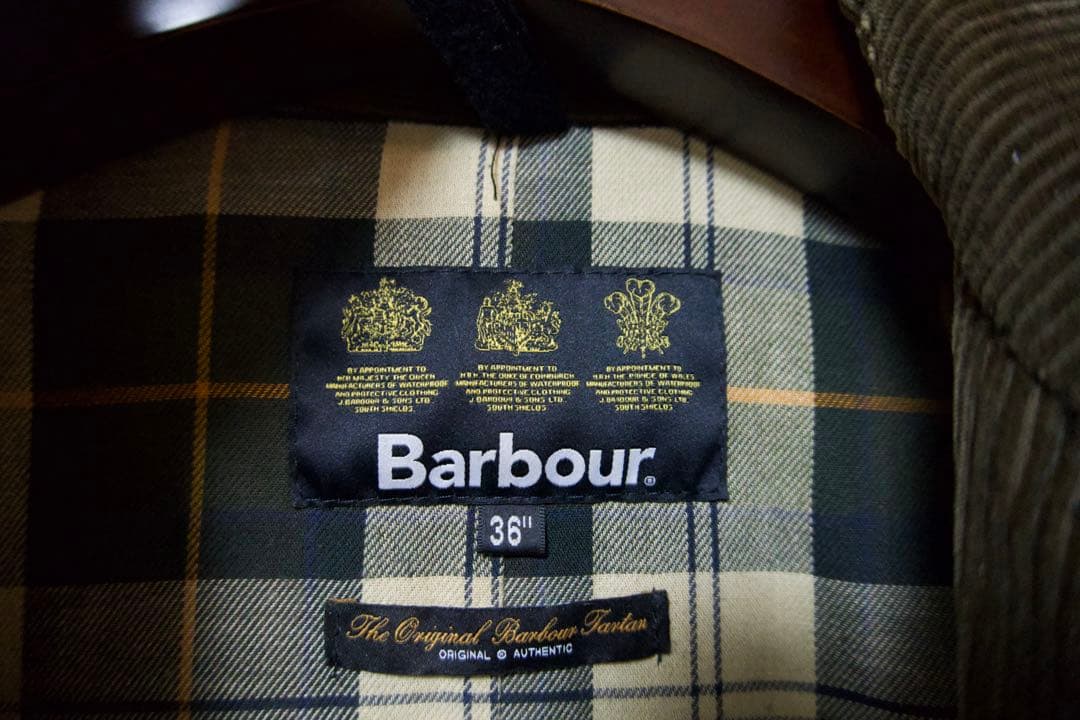 BY APPOINTMENT TO
HER MAJESTY THE QUEEN
MANUFACTURERS OF WATERPROOF
AND PROTECTIVE CLOTHING
J. BARBOUR & SONS LTD
SOUTH SHIELDS
BY APPOINTMENT TO
H.R.H. THE DUKE OF EDINBURGH
MANUFACTURERS OF WATERPROOF
AND PROTECTIVE CLOTHING
J. BARBOUR & SONS LTD.
SOUTH SHIELDS
BY APPOINTMENT TO
H.R.H. THE PRINCE OF WALES
MANUFACTURERS OF WATERPROOF
AND PROTECTIVE CLOTHING
J. BARBOUR & SONS LTD.
SOUTH SHIELDS
Barbour®
36"
The Original Barbour Tartan
ORIGINAL @ AUTHENTIC